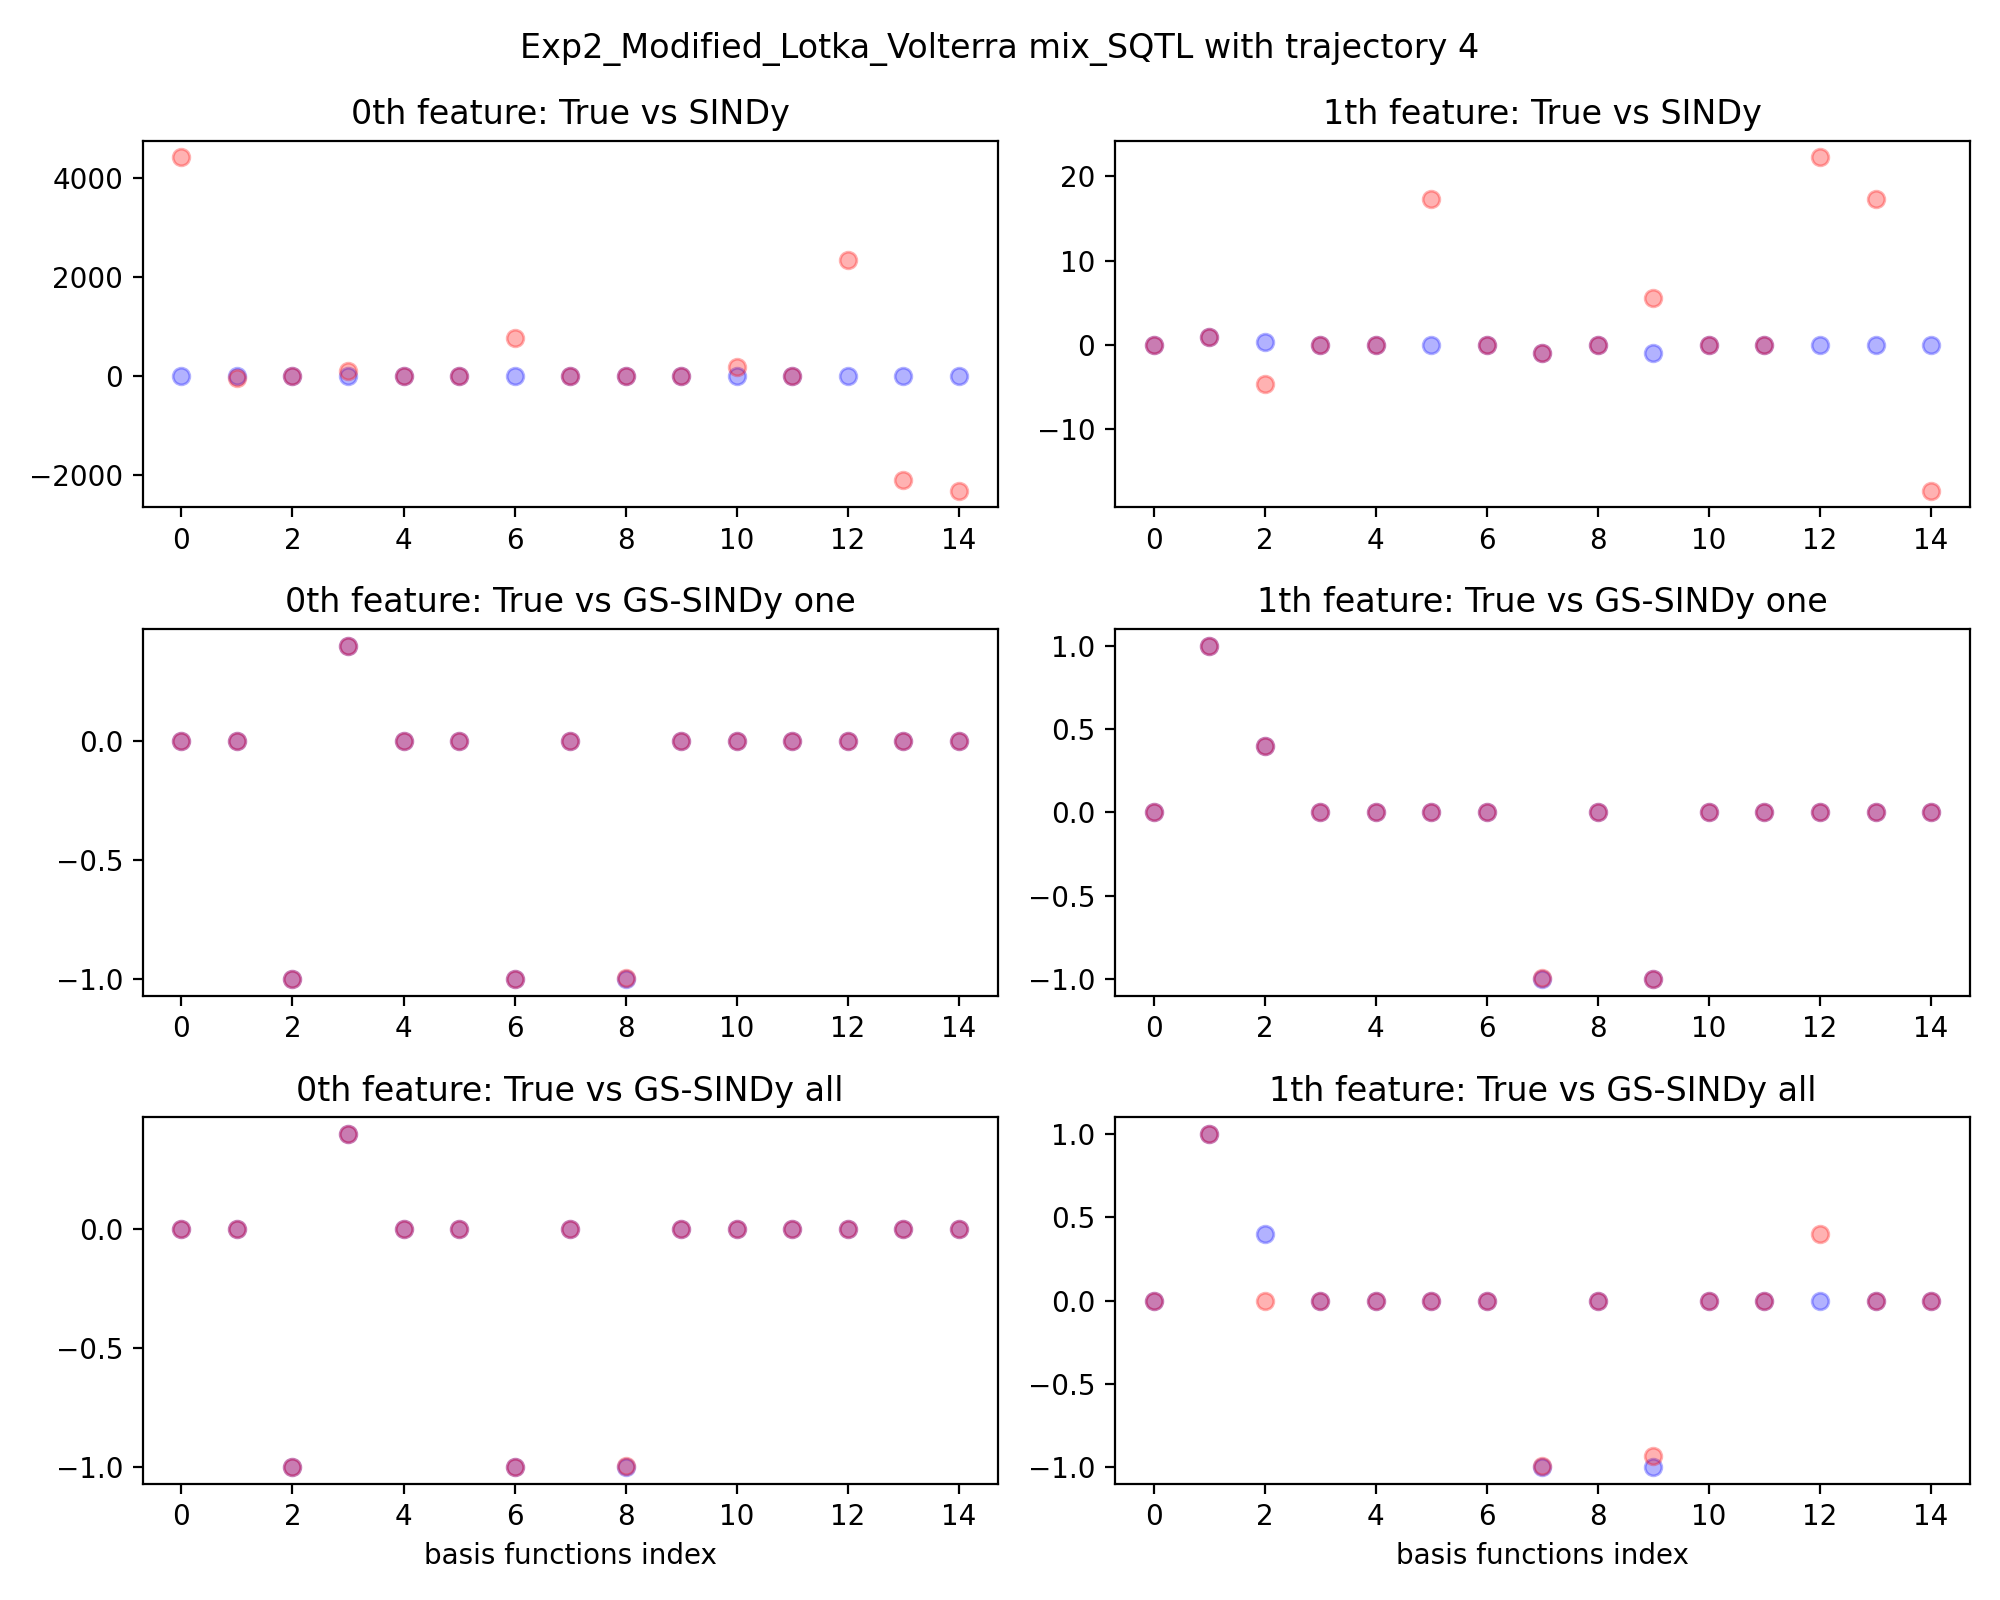 Exp2_Modified_Lotka_Volterra mix_SQTL with trajectory 4
0th feature: True vs SINDy
4000
2000
0
−2000
0 2 4 6 8 10 12 14
1th feature: True vs SINDy
20
10
0
−10
0 2 4 6 8 10 12 14
0th feature: True vs GS-SINDy one
0.0
−0.5
−1.0
0 2 4 6 8 10 12 14
1th feature: True vs GS-SINDy one
1.0
0.5
0.0
−0.5
−1.0
0 2 4 6 8 10 12 14
0th feature: True vs GS-SINDy all
0.0
−0.5
−1.0
0 2 4 6 8 10 12 14
basis functions index
1th feature: True vs GS-SINDy all
1.0
0.5
0.0
−0.5
−1.0
0 2 4 6 8 10 12 14
basis functions index